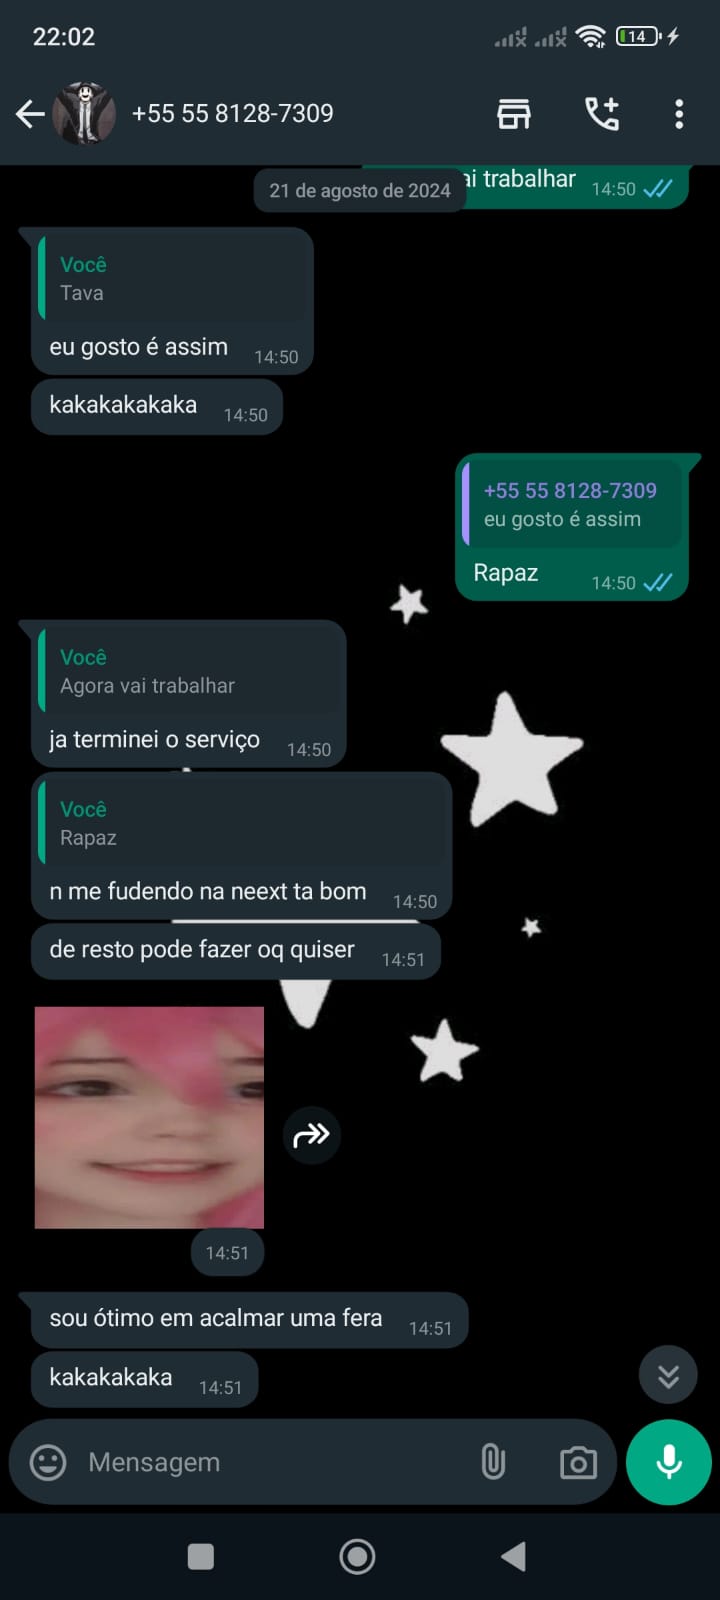 22:02
14
+55 55 8128-7309
21 de agosto de 2024
ai trabalhar 14:50
Você
Tava
eu gosto é assim 14:50
kakakakakaka 14:50
+55 55 8128-7309
eu gosto é assim
Rapaz 14:50
Você
Agora vai trabalhar
ja terminei o serviço 14:50
Você
Rapaz
n me fudendo na neext ta bom 14:50
de resto pode fazer oq quiser 14:51
14:51
sou ótimo em acalmar uma fera 14:51
kakakakaka 14:51
Mensagem